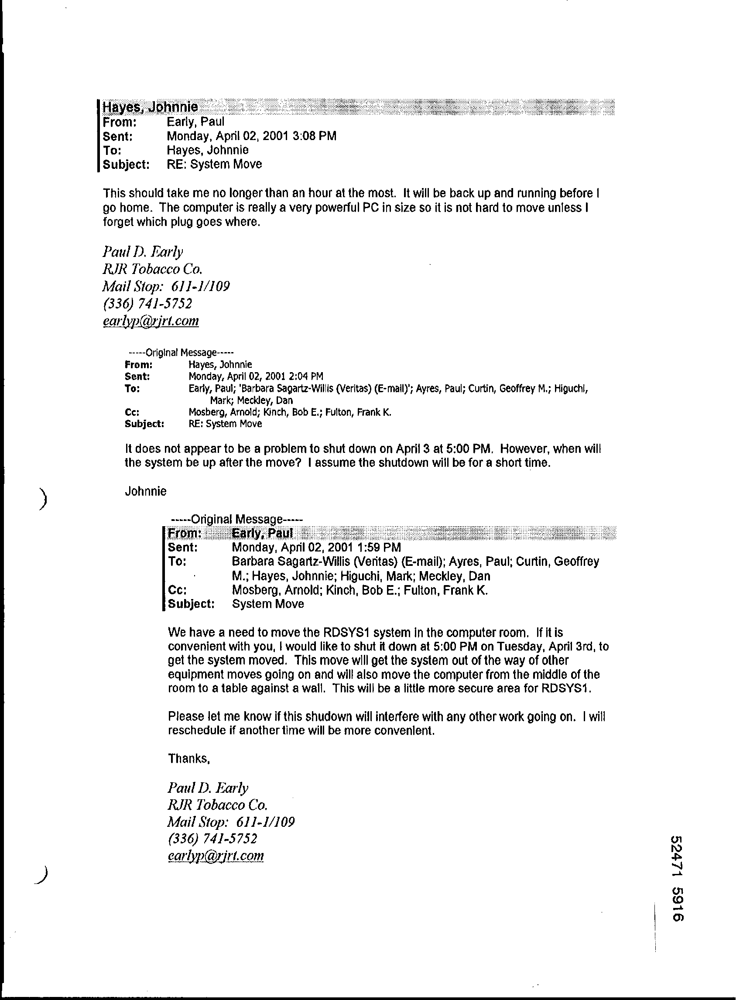 Hayes, Johnnie
From: Early, Paul
Sent: Monday, April 02, 2001 3:08 PM
To: Hayes, Johnnie
Subject: RE: System Move
This should take me no longer than an hour at the most. It will be back up and running before I
go home. The computer is really a very powerful PC in size so it is not hard to move unless I
forget which plug goes where.
Paul D. Early
RJR Tobacco Co.
Mail Stop: 611-1/109
(336) 741-5752
earlyp@rjrt.com
-----Original Message-----
From: Hayes, Johnnie
Sent: Monday, April 02, 2001 2:04 PM
To: Early, Paul; 'Barbara Sagartz-Willis (Veritas) (E-mail)'; Ayres, Paul; Curtin, Geoffrey M.; Higuchi,
Mark; Meckley, Dan
Cc: Mosberg, Arnold; Kinch, Bob E.; Fulton, Frank K.
Subject: RE: System Move
It does not appear to be a problem to shut down on April 3 at 5:00 PM. However, when will
the system be up after the move? I assume the shutdown will be for a short time.
Johnnie
-----Original Message-----
From: Early, Paul
Sent: Monday, April 02, 2001 1:59 PM
To: Barbara Sagartz-Willis (Veritas) (E-mail); Ayres, Paul; Curtin, Geoffrey
M.; Hayes, Johnnie; Higuchi, Mark; Meckley, Dan
Cc: Mosberg, Arnold; Kinch, Bob E.; Fulton, Frank K.
Subject: System Move
We have a need to move the RDSYS1 system in the computer room. If it is
convenient with you, I would like to shut it down at 5:00 PM on Tuesday, April 3rd, to
get the system moved. This move will get the system out of the way of other
equipment moves going on and will also move the computer from the middle of the
room to a table against a wall. This will be a little more secure area for RDSYS1.
Please let me know if this shudown will interfere with any other work going on. I will
reschedule if another time will be more convenient.
Thanks,
Paul D. Early
RJR Tobacco Co.
Mail Stop: 611-1/109
(336) 741-5752
earlyp@rjrt.com
52471 5916